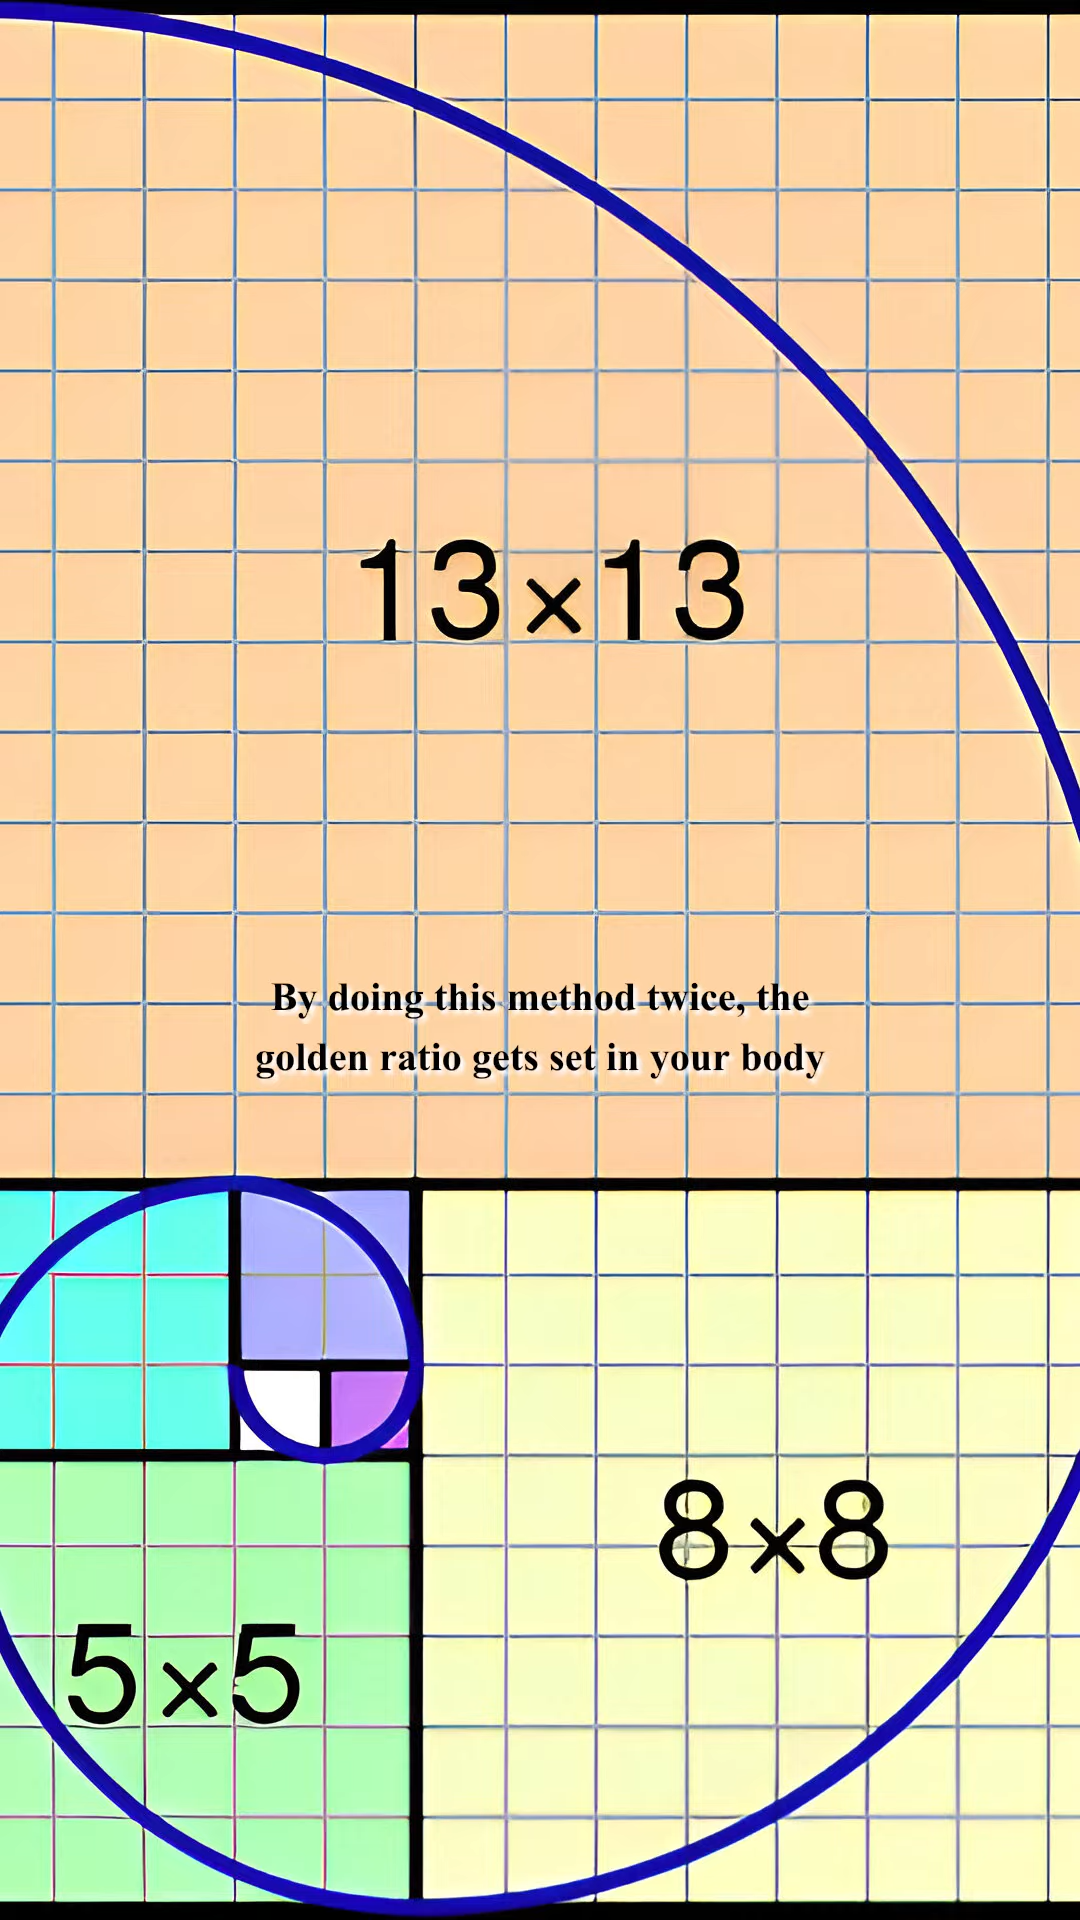 13×13
By doing this method twice, the
golden ratio gets set in your body
8×8
5×5